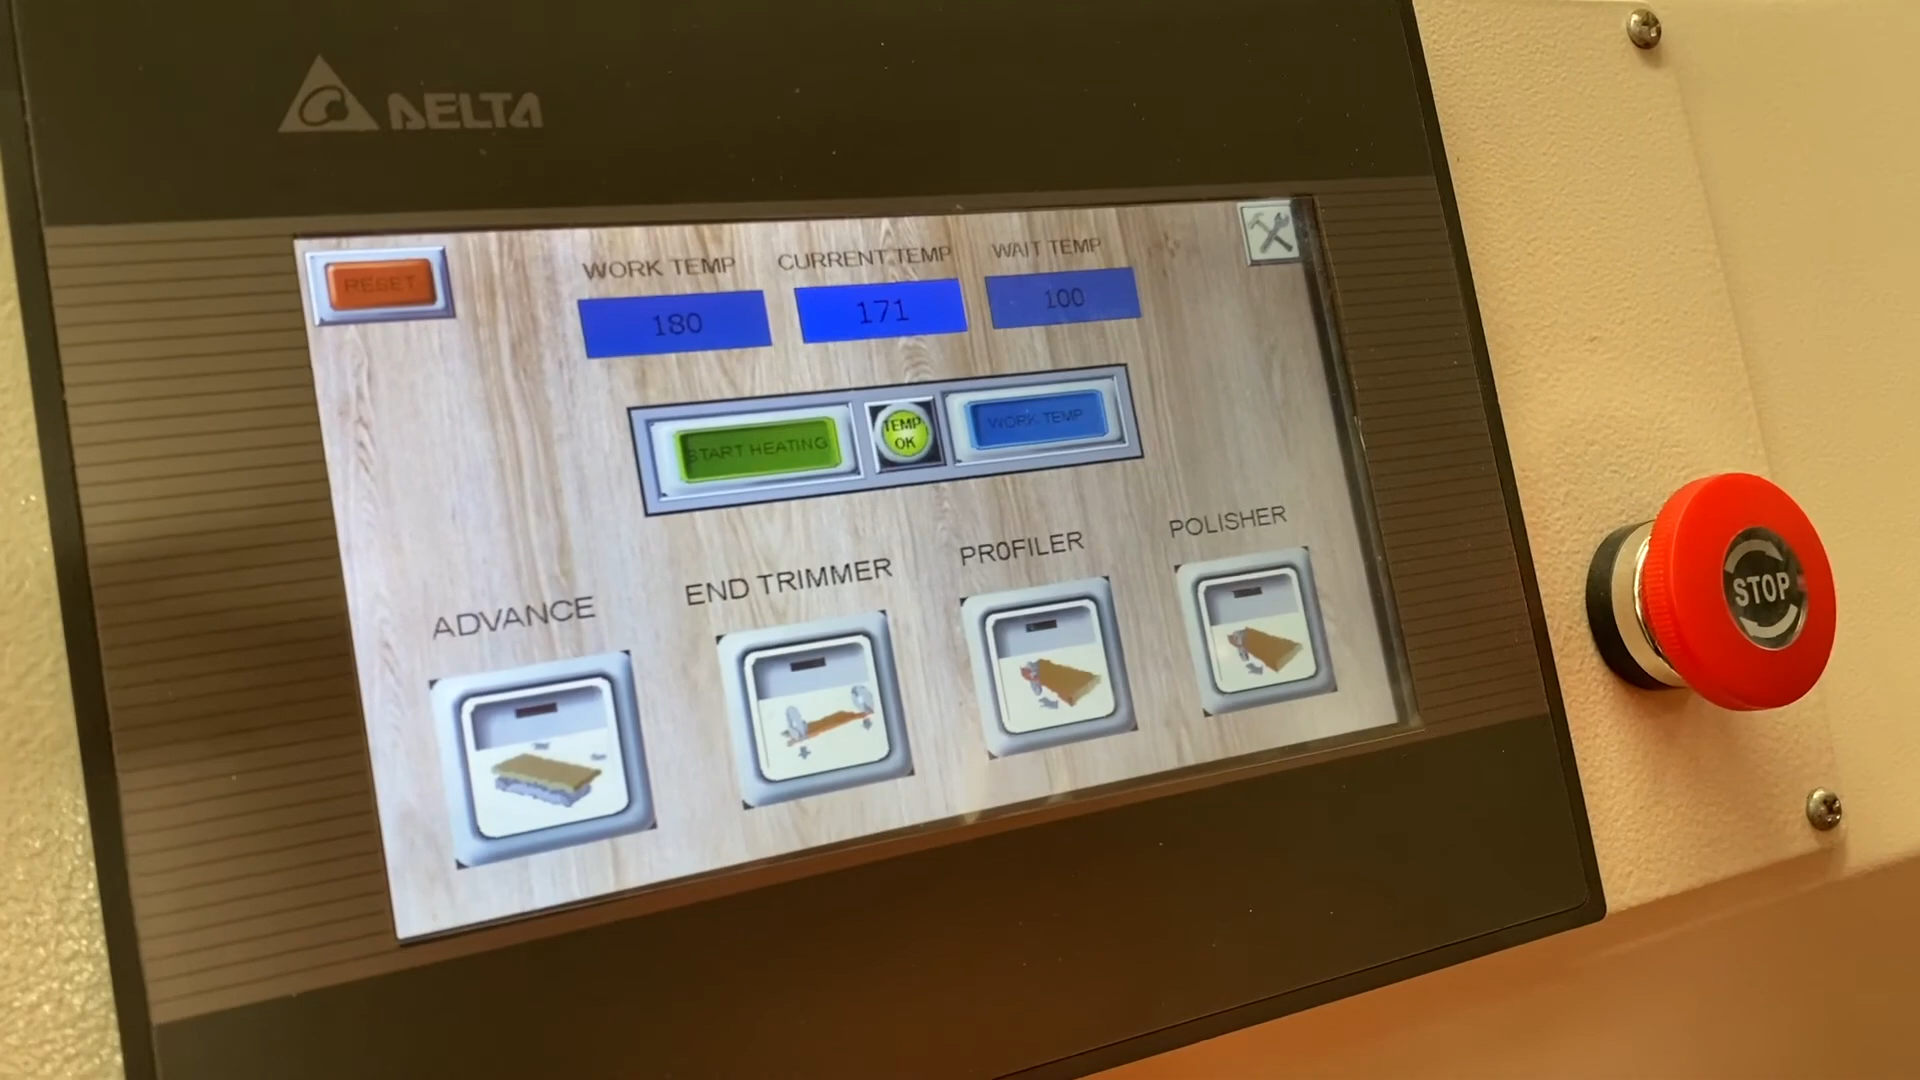 DELTA
RESET
WORK TEMP
CURRENT TEMP
WAIT TEMP
180
171
100
START HEATING
TEMP
OK
WORK TEMP
ADVANCE
END TRIMMER
PR0FILER
POLISHER
STOP